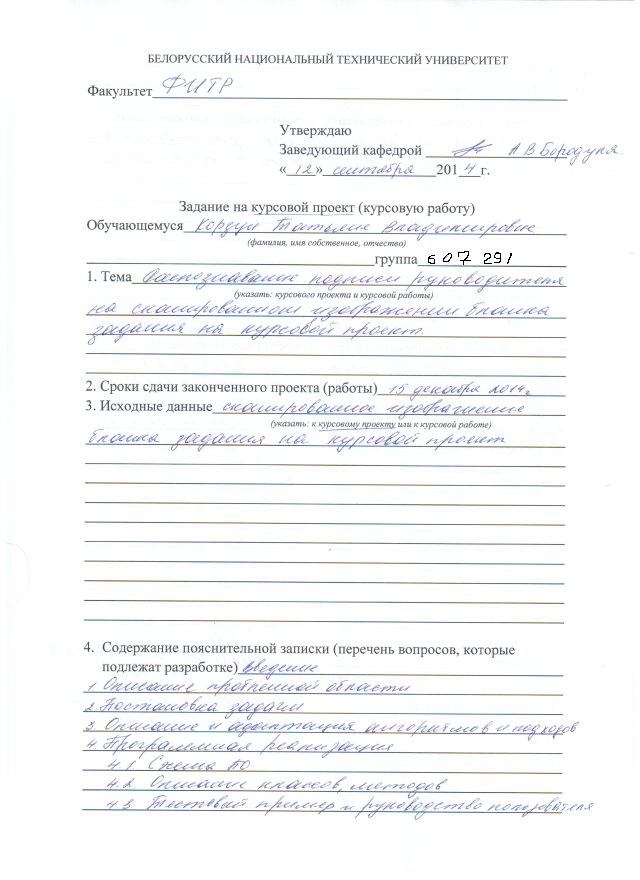 БЕЛОРУССКИЙ НАЦИОНАЛЬНЫЙ ТЕХНИЧЕСКИЙ УНИВЕРСИТЕТ
Факультет ФИТР
Утверждаю
Заведующий кафедрой А В Бородуля
«12» сентября 2014 г.
Задание на курсовой проект (курсовую работу)
Обучающемуся Корзун Татьяне Владимировне
(фамилия, имя собственное, отчество)
группа 607 291
1. Тема Распознавание подписи руководителя
(указать: курсового проекта и курсовой работы)
на сканированном изображении бланка
задания на курсовой проект.
2. Сроки сдачи законченного проекта (работы) 15 декабря 2014г
3. Исходные данные сканированное изображение
(указать: к курсовому проекту или к курсовой работе)
бланка задания на курсовой проект
4. Содержание пояснительной записки (перечень вопросов, которые
подлежат разработке) введение
1 Описание проблемной области
2. Постановка задачи
3. Описание и адаптация алгоритмов и подходов
4. Программная реализация
4.1 Схема ПО
4.2 Описание классов, методов
4.3 Тестовый пример и руководство пользователя